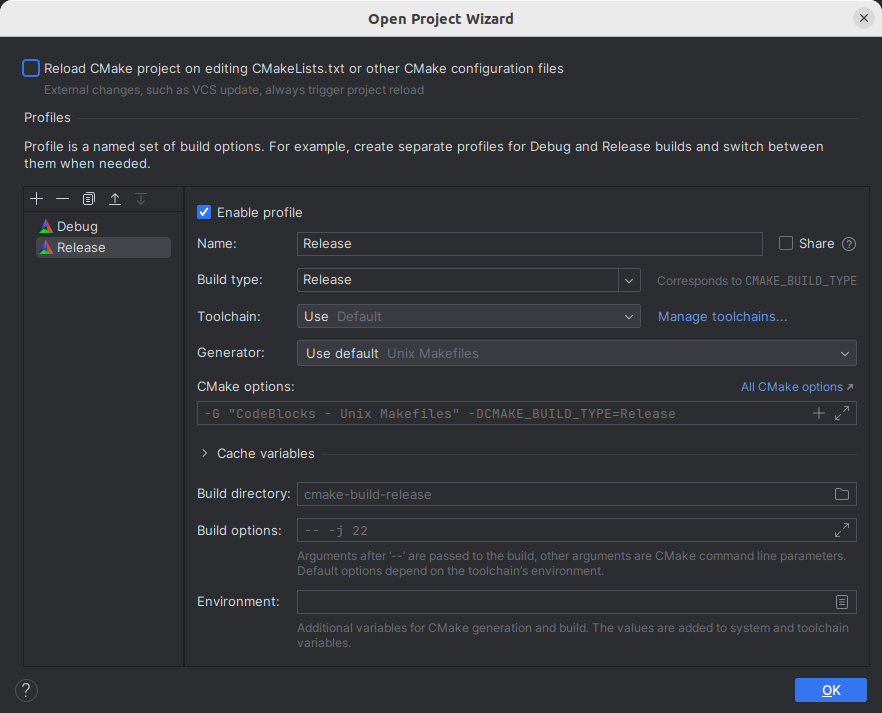 Open Project Wizard
Reload CMake project on editing CMakeLists.txt or other CMake configuration files
External changes, such as VCS update, always trigger project reload
Profiles
Profile is a named set of build options. For example, create separate profiles for Debug and Release builds and switch between
them when needed.
Debug
Release
Enable profile
Name: Release Share ?
Build type: Release Corresponds to CMAKE_BUILD_TYPE
Toolchain: Use Default Manage toolchains...
Generator: Use default Unix Makefiles
CMake options: All CMake options
-G "CodeBlocks - Unix Makefiles" -DCMAKE_BUILD_TYPE=Release
Cache variables
Build directory: cmake-build-release
Build options: -- -j 22
Arguments after '--' are passed to the build, other arguments are CMake command line parameters.
Default options depend on the toolchain's environment.
Environment:
Additional variables for CMake generation and build. The values are added to system and toolchain
variables.
? OK